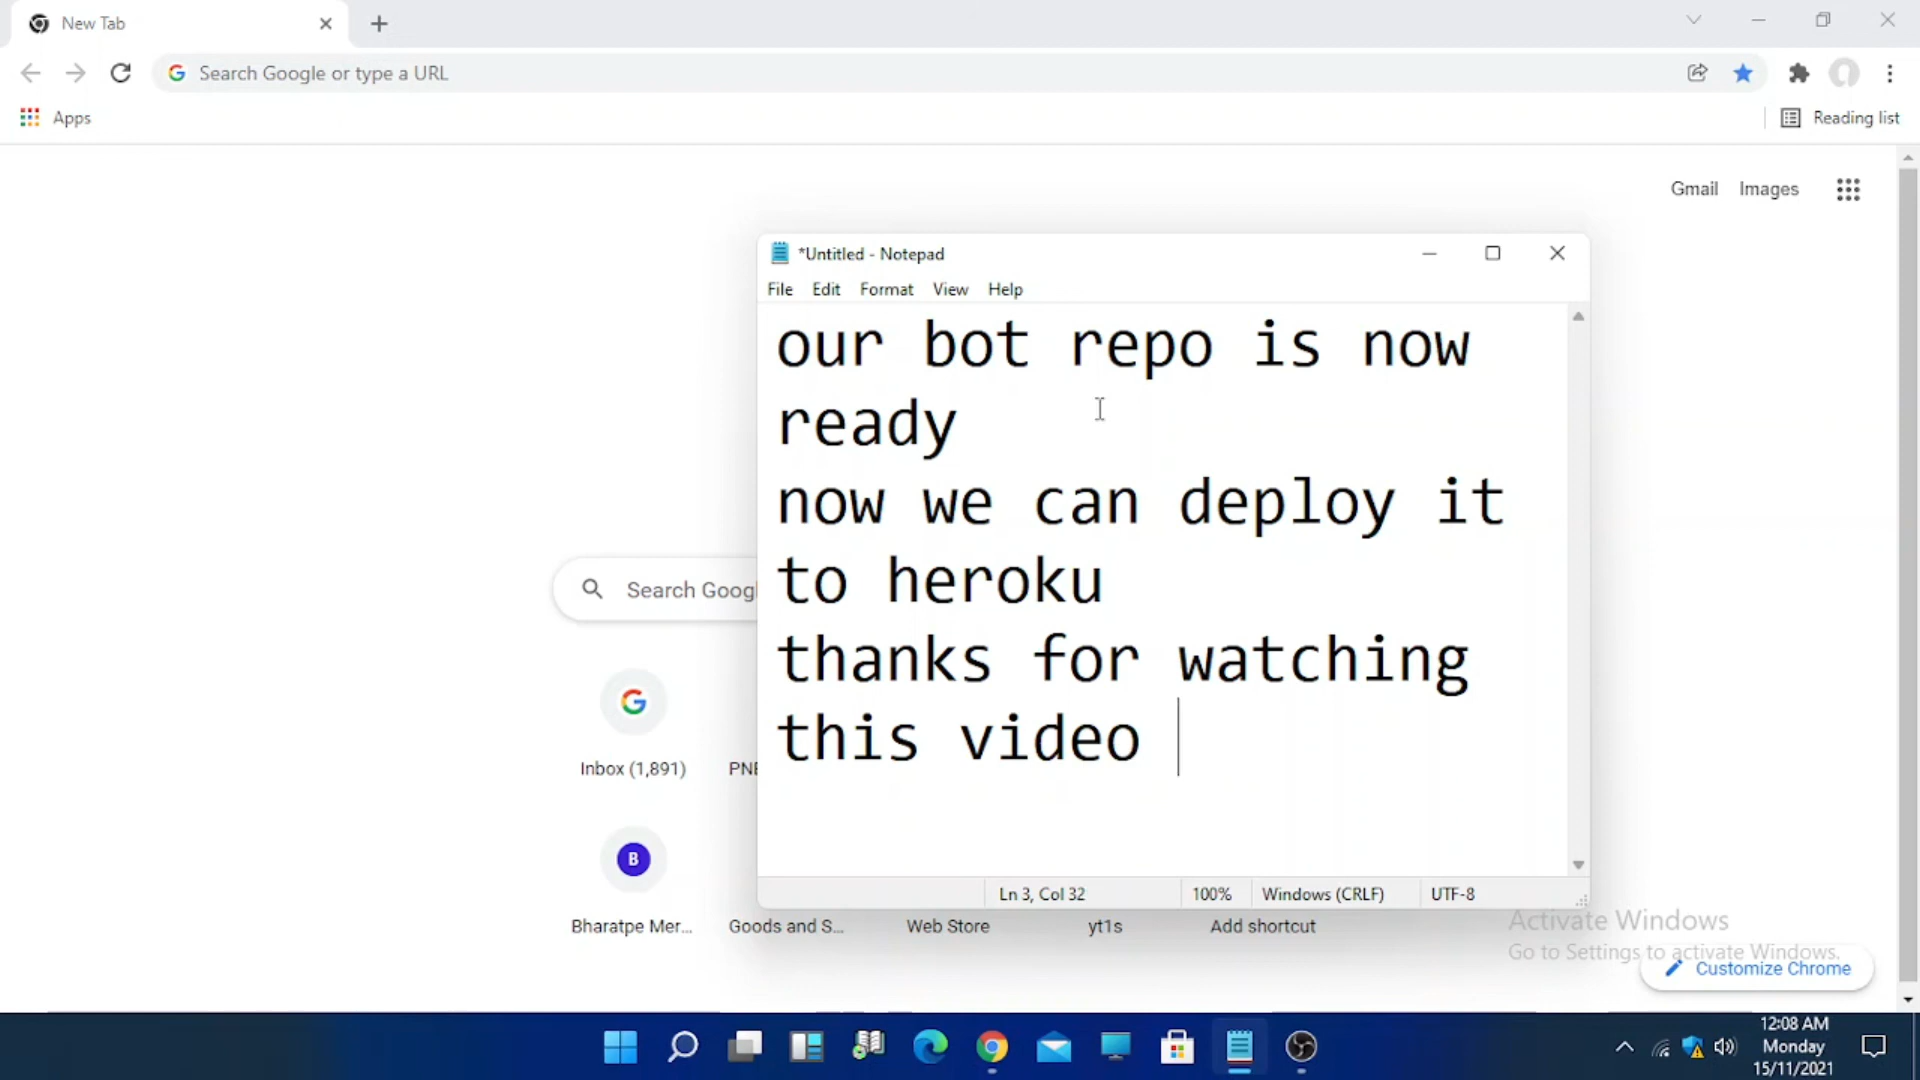 New Tab
Search Google or type a URL
Apps
Reading list
Gmail Images
*Untitled - Notepad
File Edit Format View Help
our bot repo is now
ready
now we can deploy it
to heroku
thanks for watching
this video
Search Googl
Inbox (1,891)
B
Bharatpe Mer... Goods and S... Web Store yt1s Add shortcut
Ln 3, Col 32 100% Windows (CRLF) UTF-8
Activate Windows
Go to Settings to activate Windows.
Customize Chrome
12:08 AM
Monday
15/11/2021